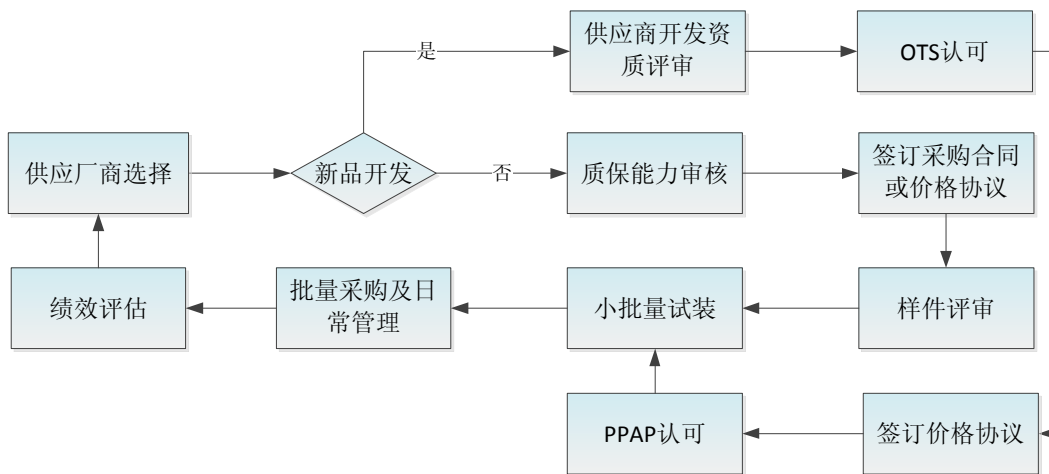 是
供应商开发资
质评审
OTS认可
供应厂商选择
新品开发
否
质保能力审核
签订采购合同
或价格协议
绩效评估
批量采购及日
常管理
小批量试装
样件评审
PPAP认可
签订价格协议